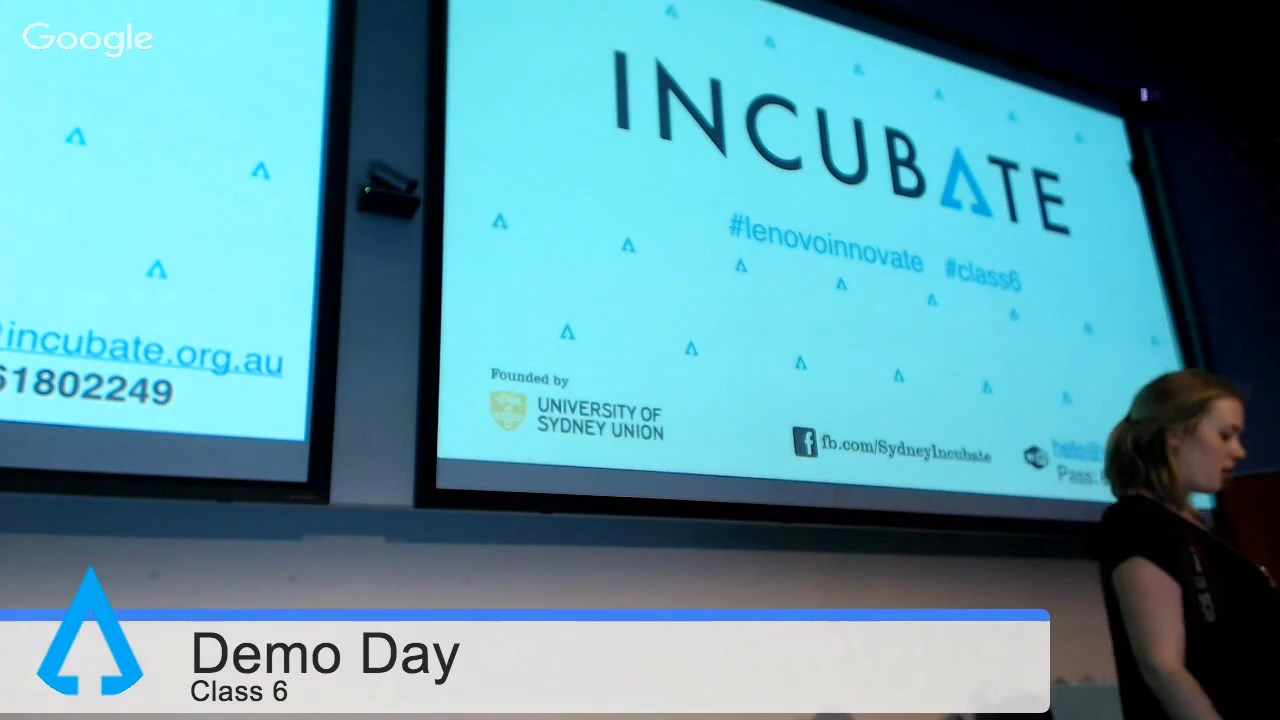 Google
incubate.org.au
61802249
INCUBATE
#lenovoinnovate #class6
Founded by
UNIVERSITY OF
SYDNEY UNION
fb.com/SydneyIncubate
Pass:
Demo Day
Class 6